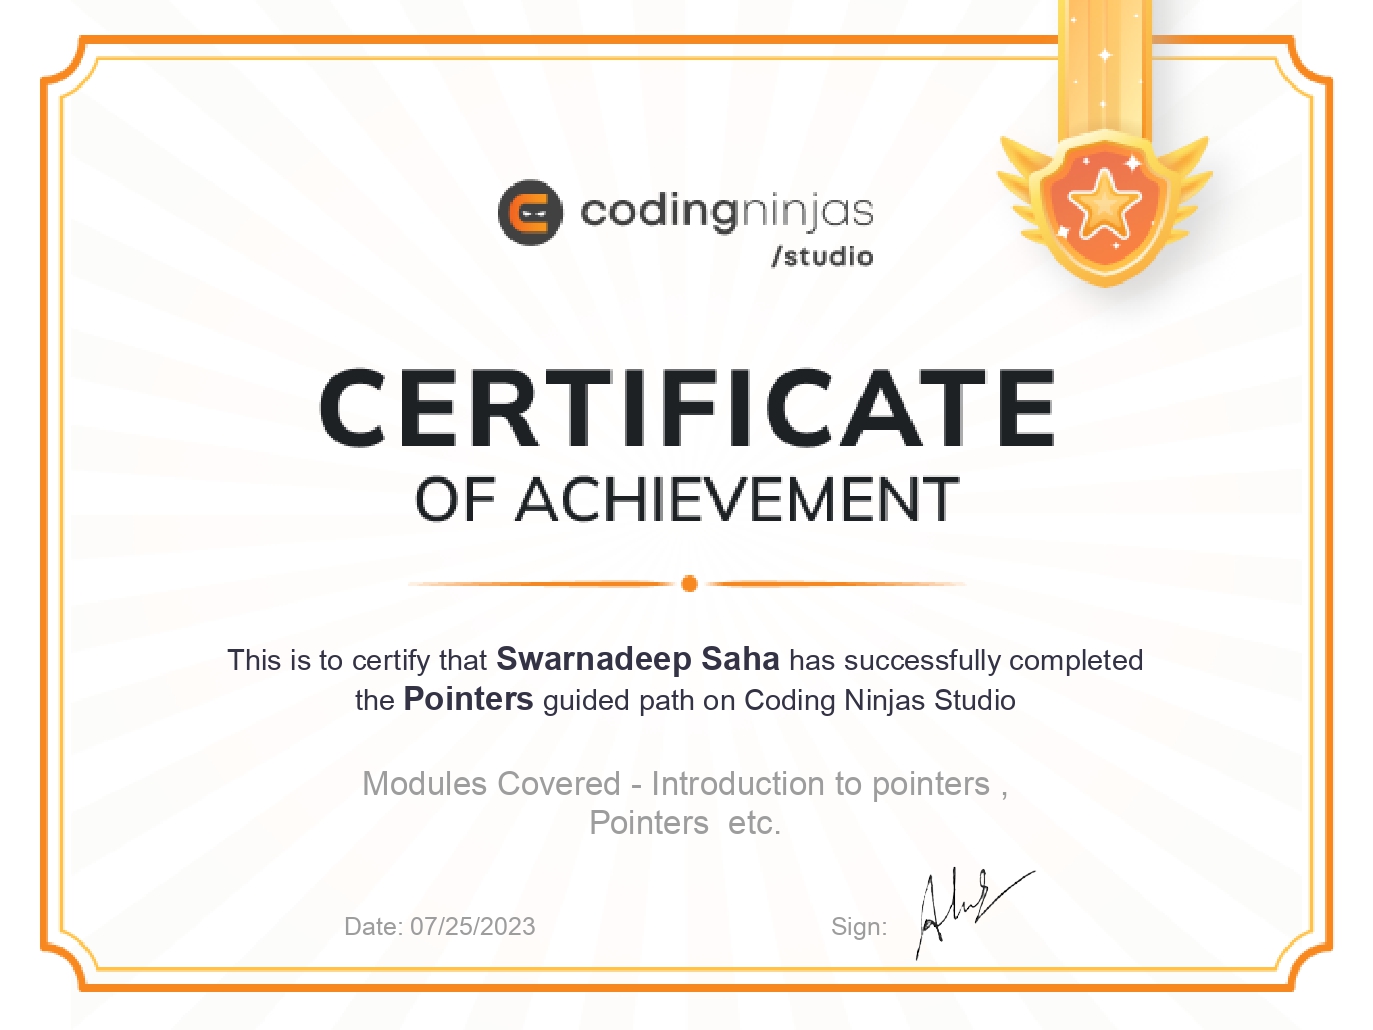 codingninjas
/studio
CERTIFICATE
OF ACHIEVEMENT
This is to certify that Swarnadeep Saha has successfully completed
the Pointers guided path on Coding Ninjas Studio
Modules Covered - Introduction to pointers ,
Pointers  etc.
Date: 07/25/2023
Sign: